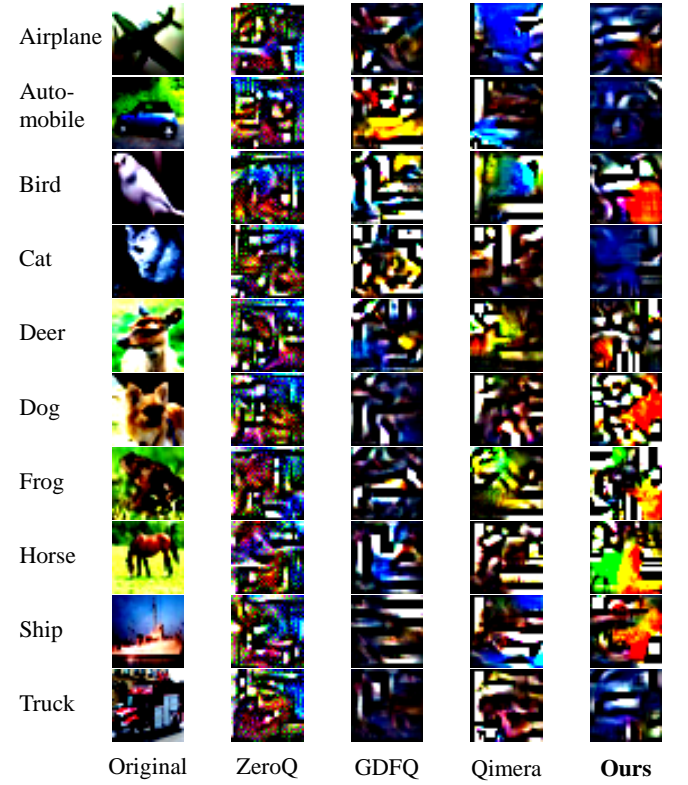 Airplane
Auto-
mobile
Bird
Cat
Deer
Dog
Frog
Horse
Ship
Truck
Original ZeroQ GDFQ Qimera Ours